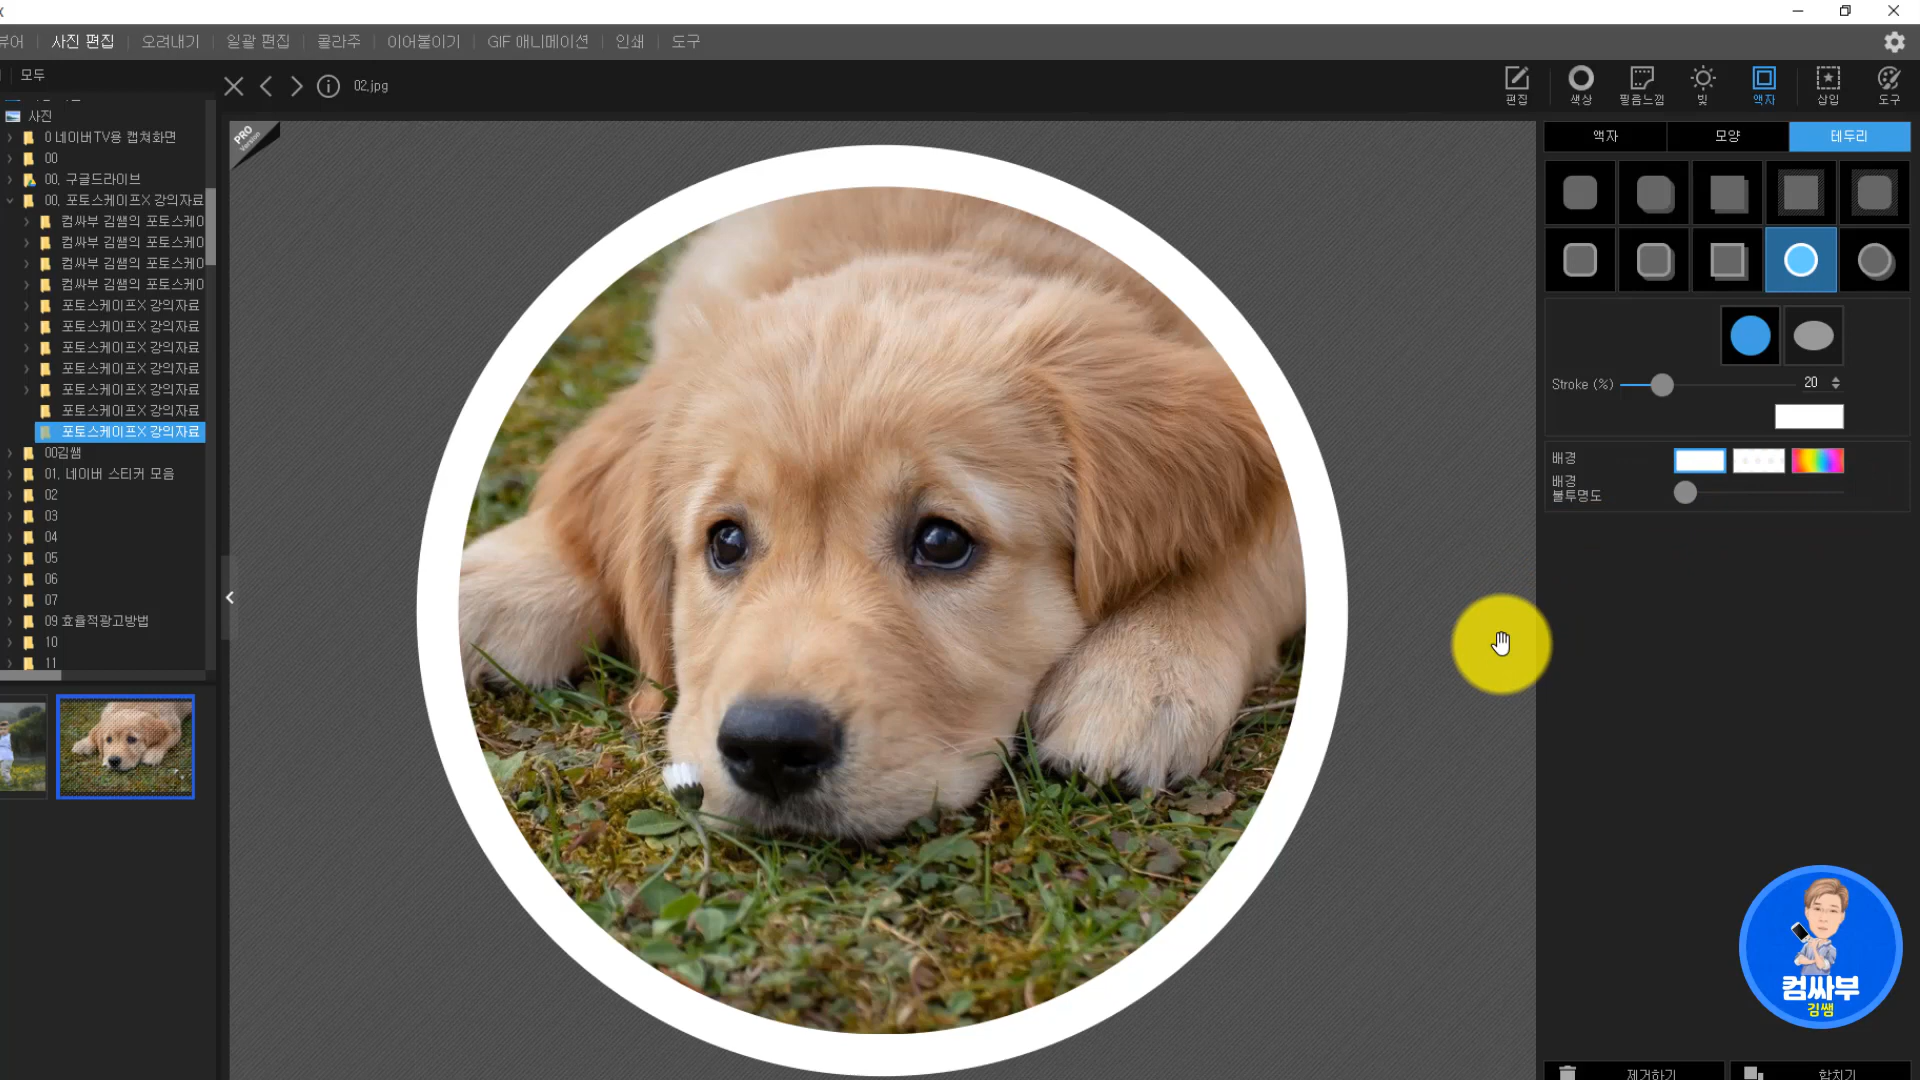 뷰어 사진 편집 오려내기 일괄 편집 콜라주 이어붙이기 GIF 애니메이션 인쇄 도구
모두
02.jpg
편집 색상 필름느낌 빛 액자 삽입 도구
사진
0 네이버TV용 캡쳐화면
00
00. 구글드라이브
00. 포토스케이프X 강의자료
컴싸부 김쌤의 포토스케이
컴싸부 김쌤의 포토스케이
컴싸부 김쌤의 포토스케이
컴싸부 김쌤의 포토스케이
포토스케이프X 강의자료
포토스케이프X 강의자료
포토스케이프X 강의자료
포토스케이프X 강의자료
포토스케이프X 강의자료
포토스케이프X 강의자료
포토스케이프X 강의자료
00김쌤
01. 네이버 스티커 모음
02
03
04
05
06
07
09 효율적광고방법
10
11
PRO
Version
액자 모양 테두리
Stroke (%) 20
배경
배경
불투명도
컴싸부
김쌤
제거하기 합치기